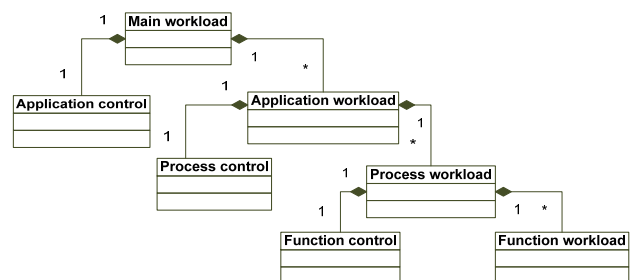 1
Main workload
1
1
*
Application control
1
Application workload
1
1
*
Process control
1
Process workload
1
1
*
Function control
Function workload